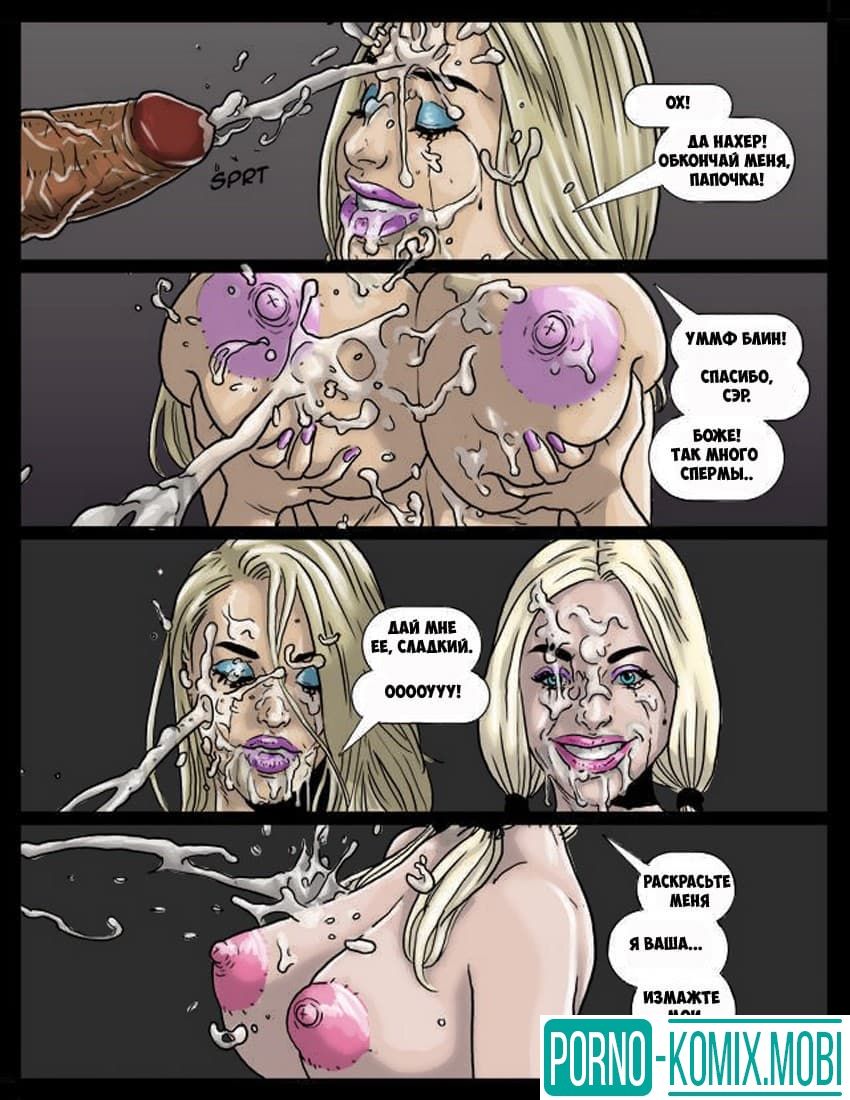 SPRT
ОХ!
ДА НАХЕР!
ОБКОНЧАЙ МЕНЯ,
ПАПОЧКА!
УММФ БЛИН!
СПАСИБО,
СЭР.
БОЖЕ!
ТАК МНОГО
СПЕРМЫ..
ДАЙ МНЕ
ЕЕ, СЛАДКИЙ.
ООООУУУ!
РАСКРАСЬТЕ
МЕНЯ
Я ВАША...
ИЗМАЖТЕ
PORNO-KOMIX.MOBI